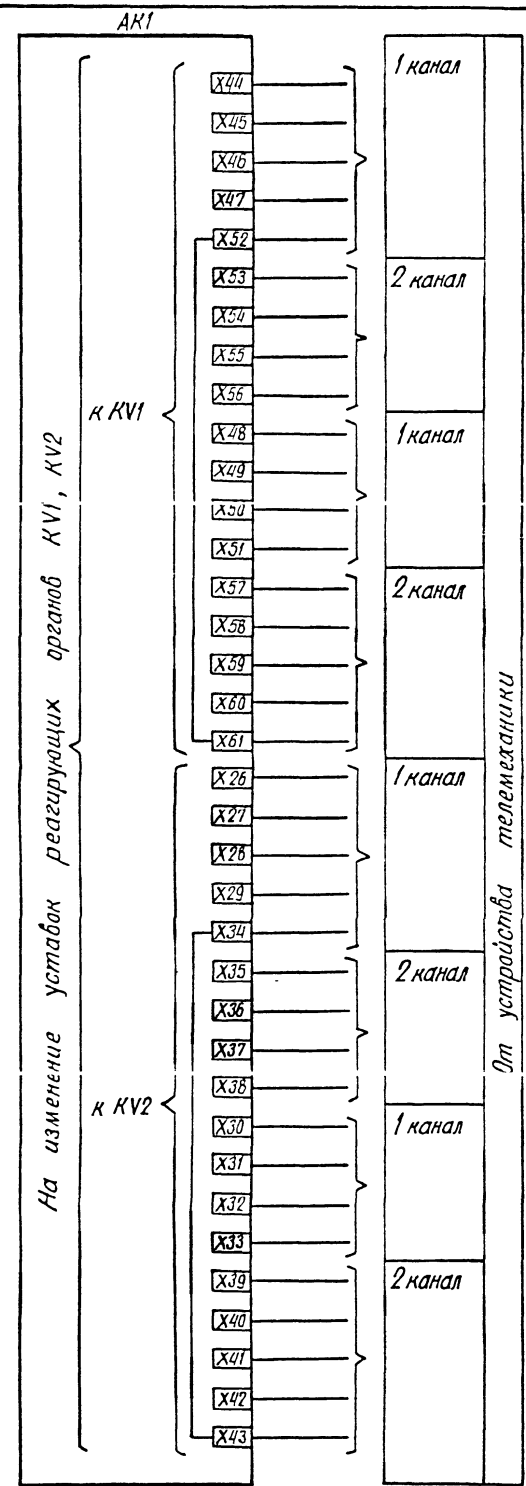 АК1
1 канал
X44
X45
X46
X47
X52
2 канал
X53
X54
X55
X56
к KV1
1 канал
X48
X49
X50
X51
2 канал
X57
X58
X59
X60
X61
1 канал
X26
X27
X28
X29
X34
2 канал
X35
X36
X37
X38
к KV2
1 канал
X30
X31
X32
X33
2 канал
X39
X40
X41
X42
X43
На изменение уставок реагирующих органов KV1, KV2
От устройства телемеханики